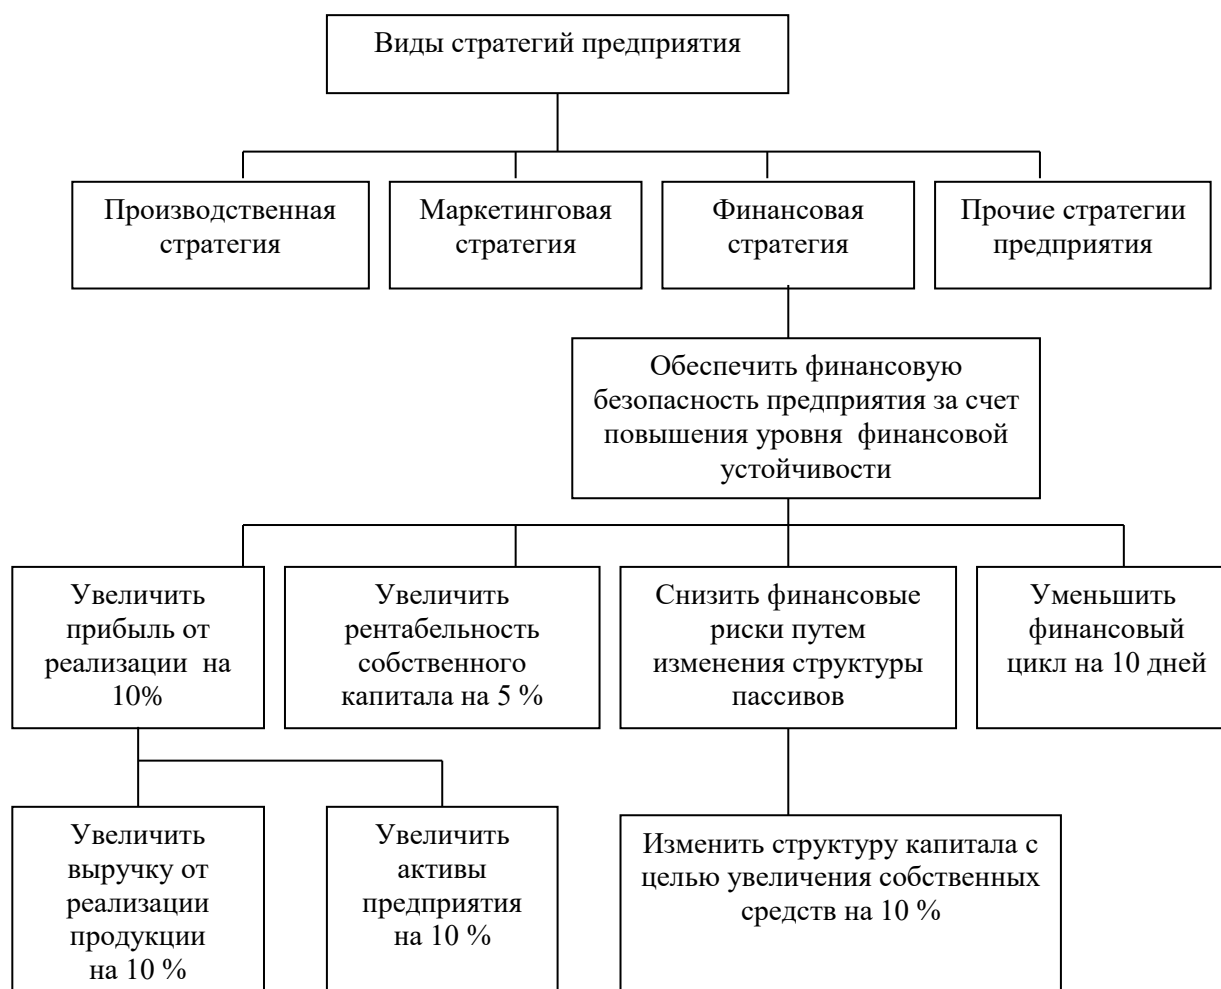 Виды стратегий предприятия
Производственная
стратегия
Маркетинговая
стратегия
Финансовая
стратегия
Прочие стратегии
предприятия
Обеспечить финансовую
безопасность предприятия за счет
повышения уровня финансовой
устойчивости
Увеличить
прибыль от
реализации на
10%
Увеличить
рентабельность
собственного
капитала на 5 %
Снизить финансовые
риски путем
изменения структуры
пассивов
Уменьшить
финансовый
цикл на 10 дней
Увеличить
выручку от
реализации
продукции
на 10 %
Увеличить
активы
предприятия
на 10 %
Изменить структуру капитала с
целью увеличения собственных
средств на 10 %